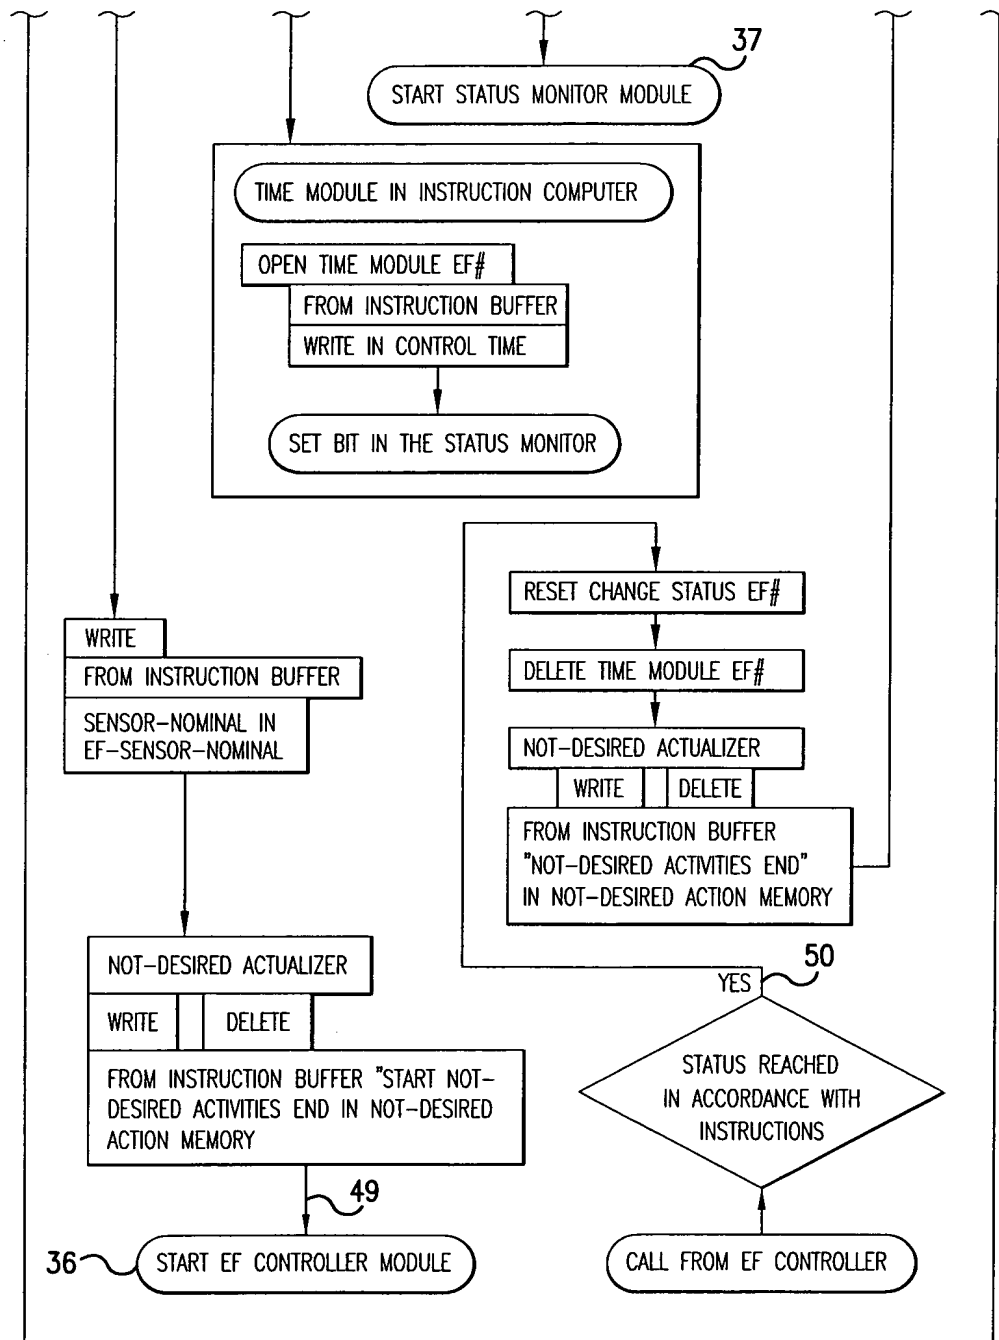 37
START STATUS MONITOR MODULE
TIME MODULE IN INSTRUCTION COMPUTER
OPEN TIME MODULE EF#
FROM INSTRUCTION BUFFER
WRITE IN CONTROL TIME
SET BIT IN THE STATUS MONITOR
RESET CHANGE STATUS EF#
DELETE TIME MODULE EF#
NOT-DESIRED ACTUALIZER
WRITE DELETE
FROM INSTRUCTION BUFFER
"NOT-DESIRED ACTIVITIES END"
IN NOT-DESIRED ACTION MEMORY
WRITE
FROM INSTRUCTION BUFFER
SENSOR-NOMINAL IN
EF-SENSOR-NOMINAL
NOT-DESIRED ACTUALIZER
WRITE DELETE
FROM INSTRUCTION BUFFER "START NOT-
DESIRED ACTIVITIES END IN NOT-DESIRED
ACTION MEMORY
49
36
START EF CONTROLLER MODULE
YES
50
STATUS REACHED
IN ACCORDANCE WITH
INSTRUCTIONS
CALL FROM EF CONTROLLER